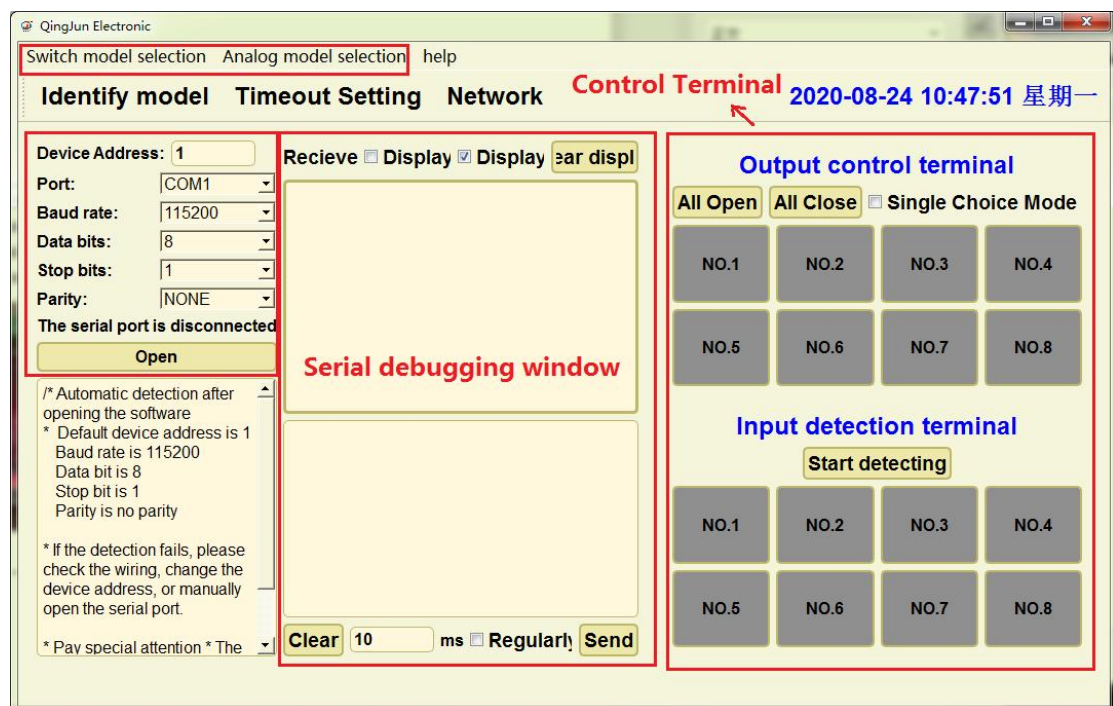 QingJun Electronic
Switch model selection Analog model selection help
Identify model Timeout Setting Network
Control Terminal
2020-08-24 10:47:51 星期一
Device Address: 1
Port: COM1
Baud rate: 115200
Data bits: 8
Stop bits: 1
Parity: NONE
The serial port is disconnected
Open
/* Automatic detection after
opening the software
* Default device address is 1
Baud rate is 115200
Data bit is 8
Stop bit is 1
Parity is no parity
* If the detection fails, please
check the wiring, change the
device address, or manually
open the serial port.
* Pay special attention * The
Recieve Display Display ear displ
Serial debugging window
Clear 10 ms Regularly Send
Output control terminal
All Open All Close Single Choice Mode
NO.1 NO.2 NO.3 NO.4
NO.5 NO.6 NO.7 NO.8
Input detection terminal
Start detecting
NO.1 NO.2 NO.3 NO.4
NO.5 NO.6 NO.7 NO.8